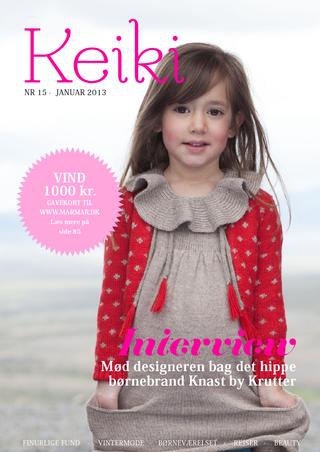 Keiki
NR 15 · JANUAR 2013
VIND
1000 kr.
GAVEKORT TIL
WWW.MARMAR.DK
Læs mere på
side 85
Interview
Mød designeren bag det hippe
børnebrand Knast by Krutter
FINURLIGE FUND · VINTERMODE · BØRNEVÆRELSET · REJSER · BEAUTY